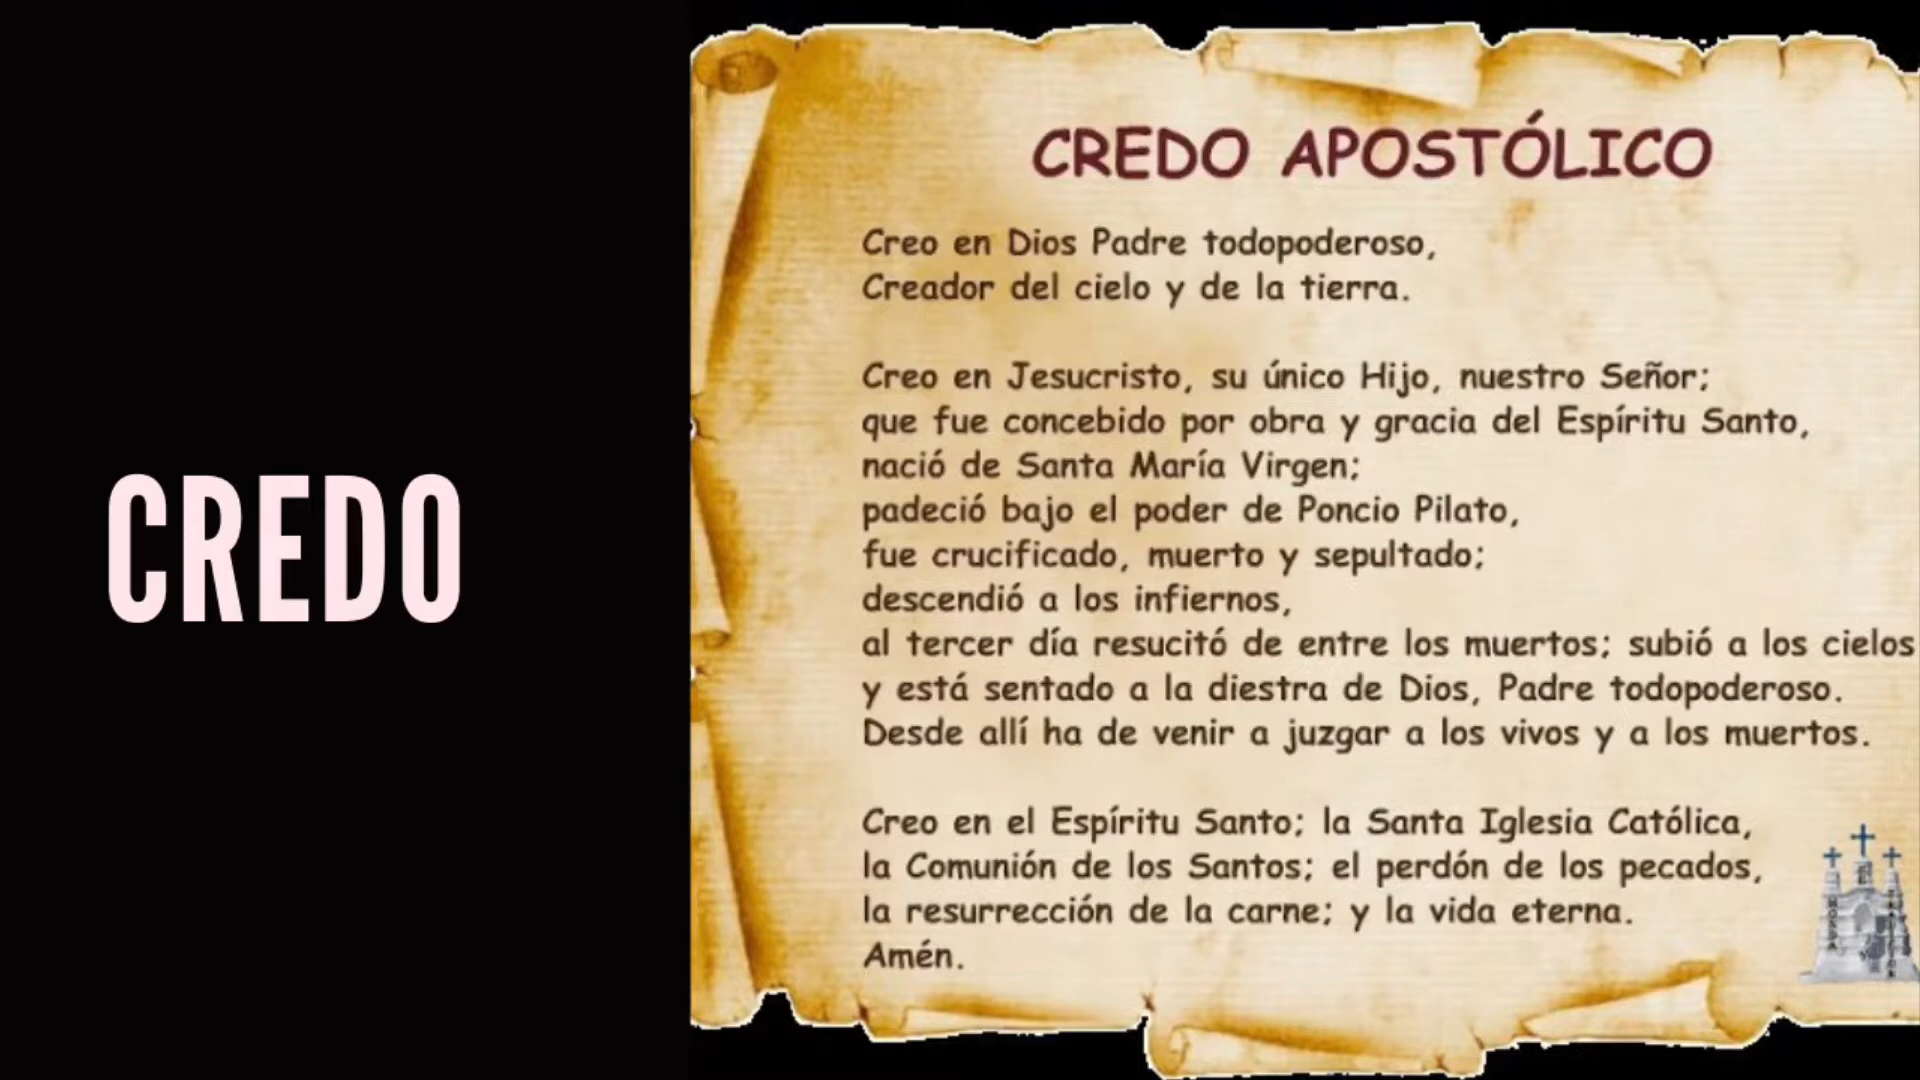 CREDO
CREDO APOSTÓLICO
Creo en Dios Padre todopoderoso,
Creador del cielo y de la tierra.
Creo en Jesucristo, su único Hijo, nuestro Señor;
que fue concebido por obra y gracia del Espíritu Santo,
nació de Santa María Virgen;
padeció bajo el poder de Poncio Pilato,
fue crucificado, muerto y sepultado;
descendió a los infiernos,
al tercer día resucitó de entre los muertos; subió a los cielos
y está sentado a la diestra de Dios, Padre todopoderoso.
Desde allí ha de venir a juzgar a los vivos y a los muertos.
Creo en el Espíritu Santo; la Santa Iglesia Católica,
la Comunión de los Santos; el perdón de los pecados,
la resurrección de la carne; y la vida eterna.
Amén.